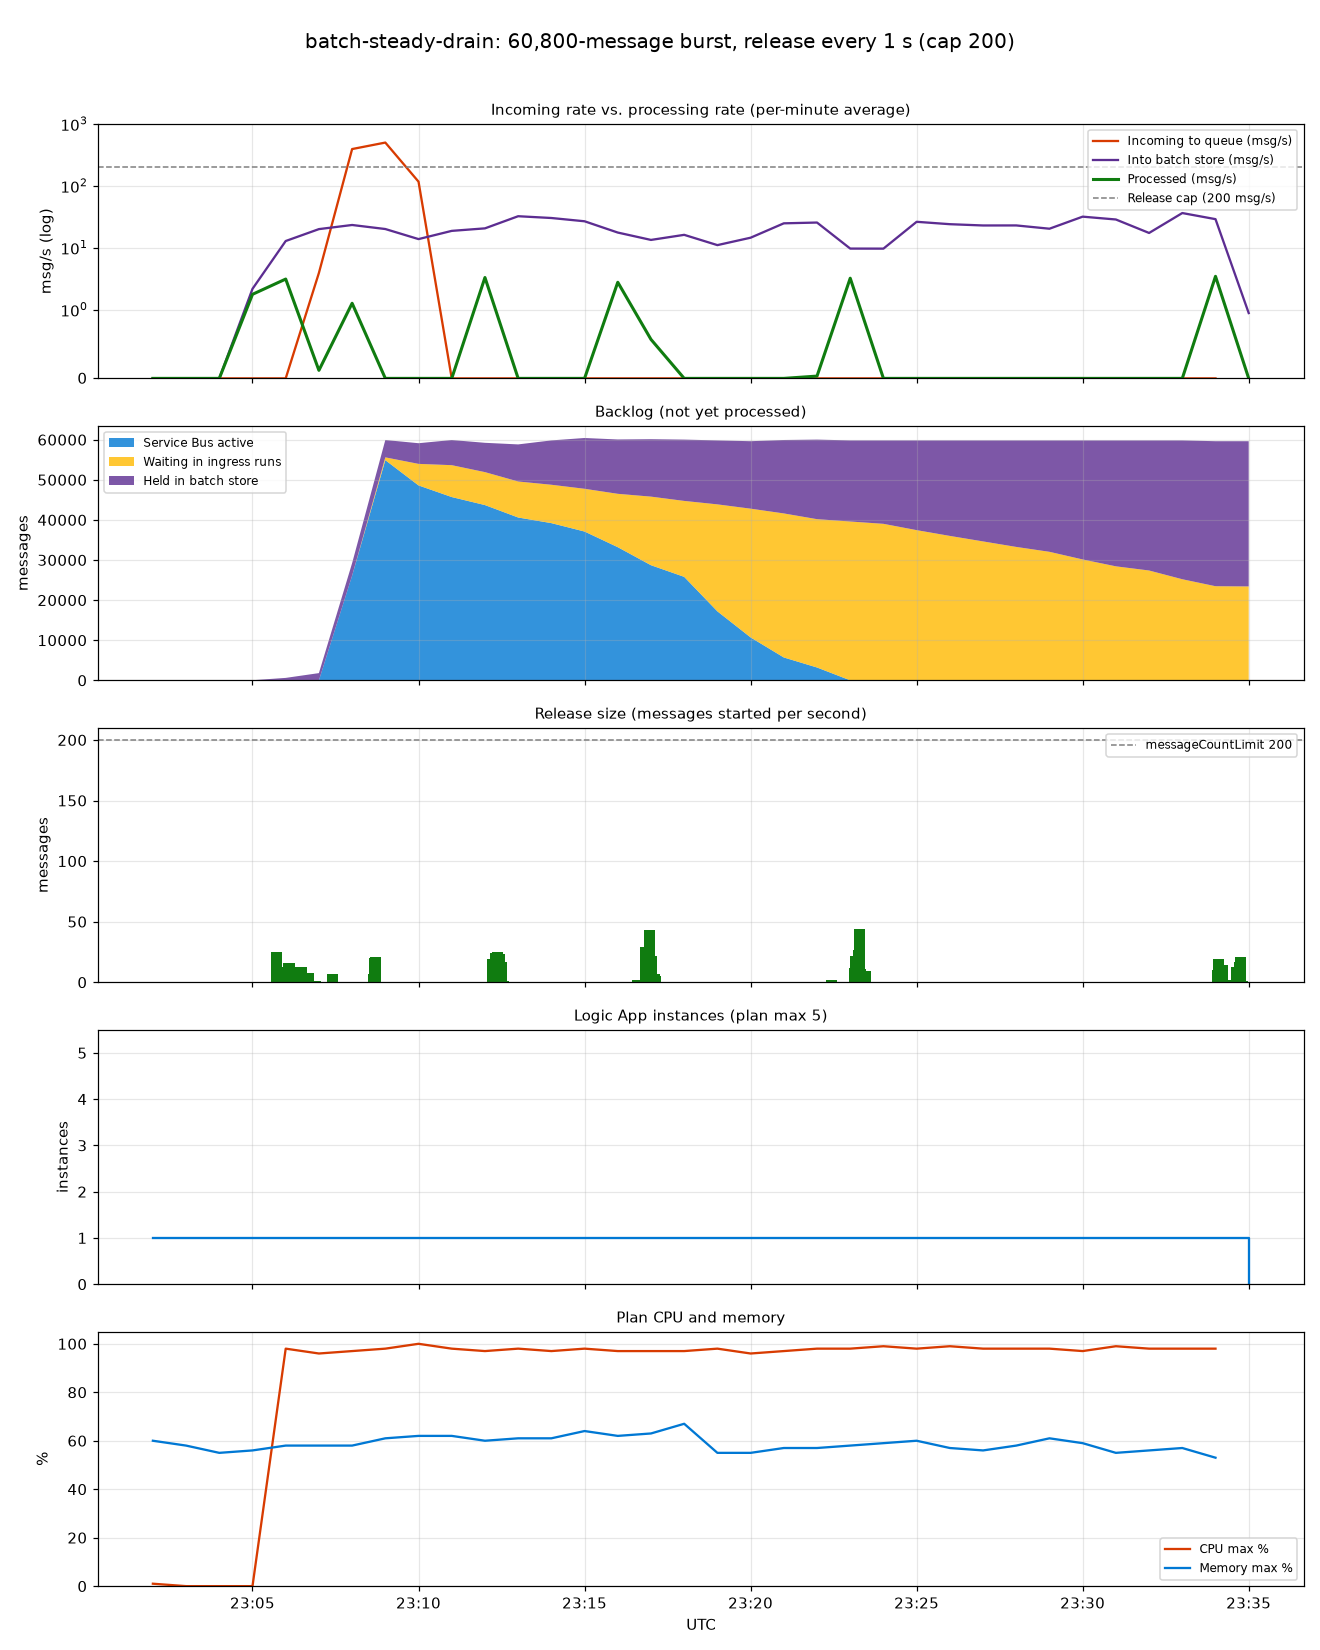 batch-steady-drain: 60,800-message burst, release every 1 s (cap 200)
Incoming rate vs. processing rate (per-minute average)
msg/s (log)
10³
10²
10¹
10⁰
0
Incoming to queue (msg/s)
Into batch store (msg/s)
Processed (msg/s)
Release cap (200 msg/s)
Backlog (not yet processed)
messages
60000
50000
40000
30000
20000
10000
0
Service Bus active
Waiting in ingress runs
Held in batch store
Release size (messages started per second)
messages
200
150
100
50
0
messageCountLimit 200
Logic App instances (plan max 5)
instances
5
4
3
2
1
0
Plan CPU and memory
%
100
80
60
40
20
0
CPU max %
Memory max %
23:05 23:10 23:15 23:20 23:25 23:30 23:35
UTC